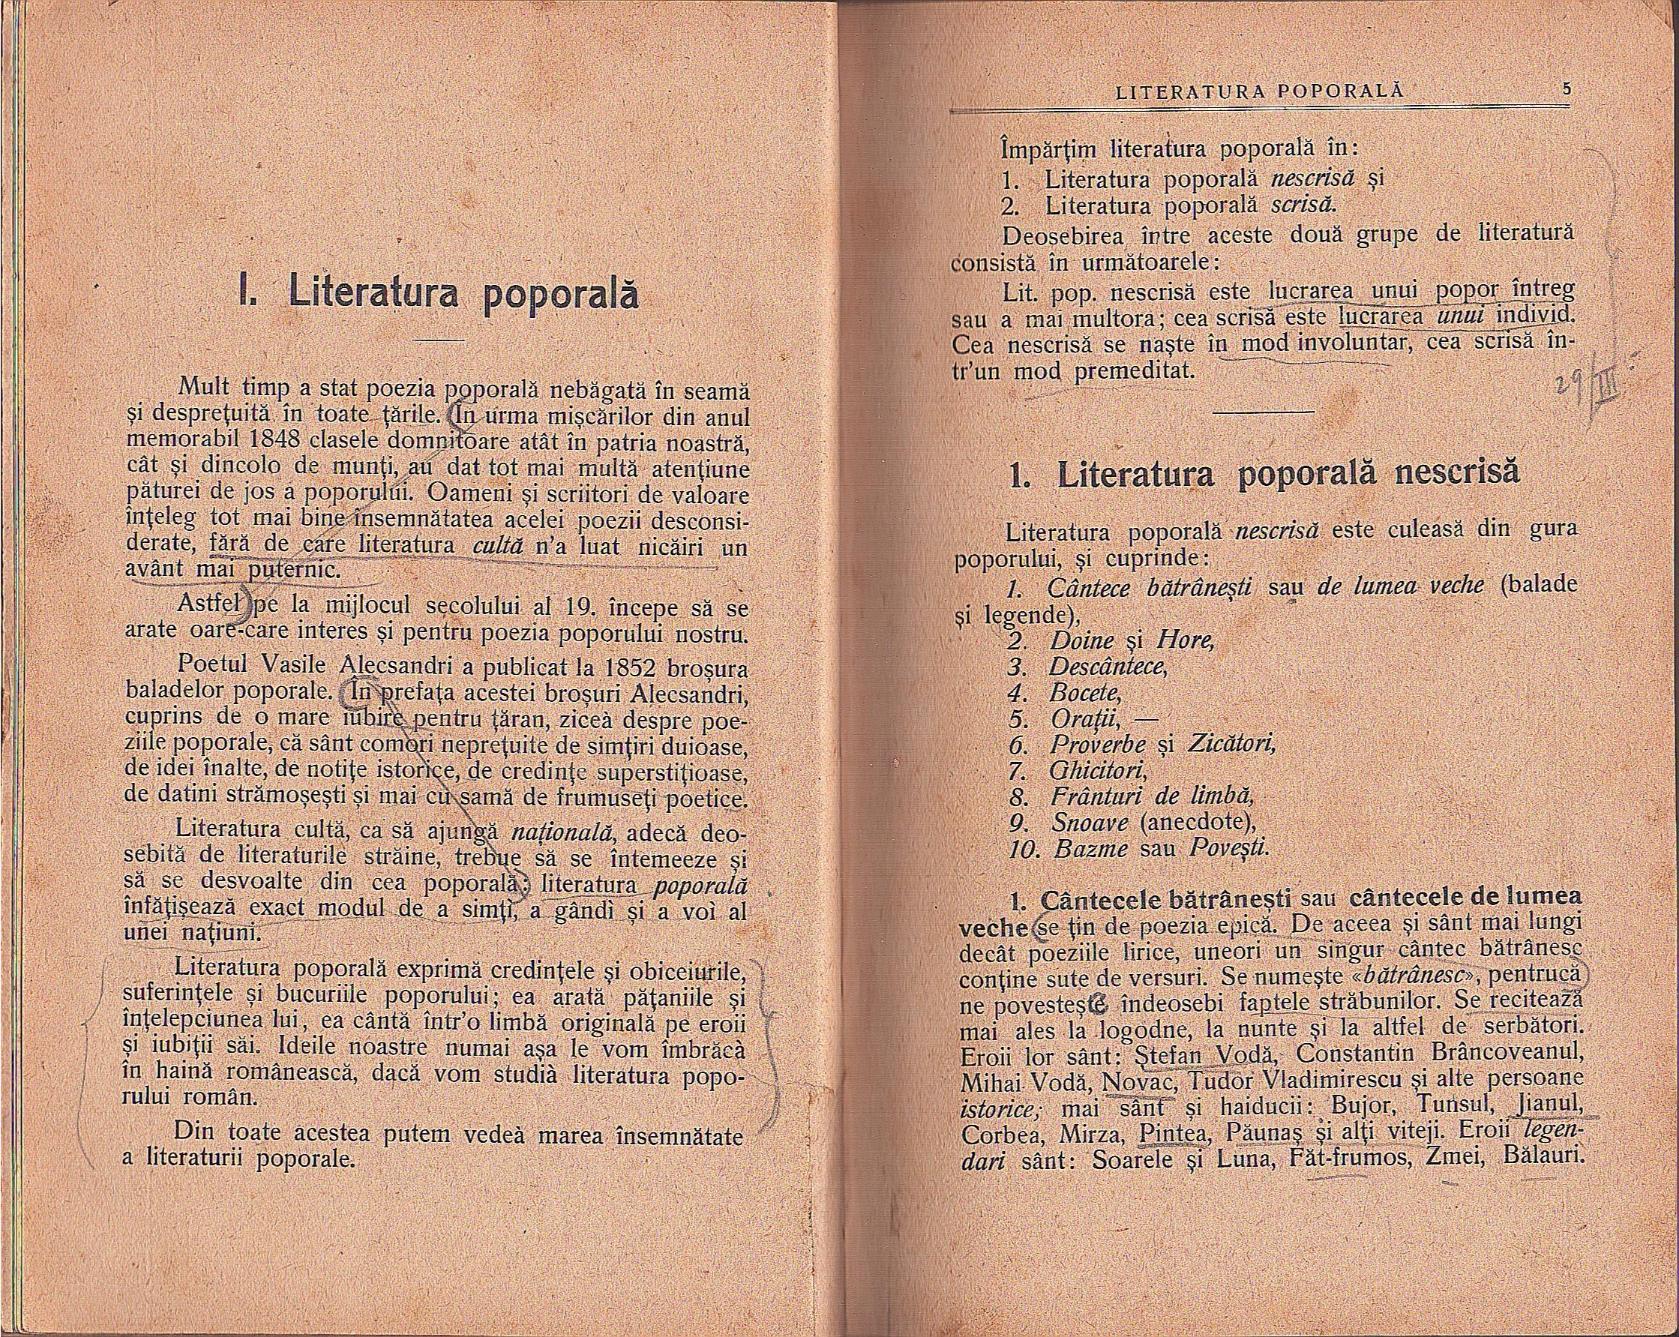 I. Literatura poporală
Mult timp a stat poezia poporală nebăgată în seamă
și desprețuită în toate țările. În urma mișcărilor din anul
memorabil 1848 clasele domnitoare atât în patria noastră,
cât și dincolo de munți, au dat tot mai multă atențiune
păturei de jos a poporului. Oameni și scriitori de valoare
înțeleg tot mai bine însemnătatea acelei poezii desconsi-
derate, fără de care literatura cultă n'a luat nicăiri un
avânt mai puternic.
Astfel pe la mijlocul secolului al 19. începe să se
arate oare-care interes și pentru poezia poporului nostru.
Poetul Vasile Alecsandri a publicat la 1852 broșura
baladelor poporale. În prefața acestei broșuri Alecsandri,
cuprins de o mare iubire pentru țăran, ziceà despre poe-
ziile poporale, că sânt comori neprețuite de simțiri duioase,
de idei înalte, de notițe istorice, de credințe superstițioase,
de datini strămoșești și mai cu samă de frumuseți poetice.
Literatura cultă, ca să ajungă națională, adecă deo-
sebită de literaturile străine, trebue să se întemeeze și
să se desvoalte din cea poporală; literatura poporală
înfățișează exact modul de a simți, a gândì și a voì al
unei națiuni.
Literatura poporală exprimă credințele și obiceiurile,
suferințele și bucuriile poporului; ea arată pățaniile și
înțelepciunea lui, ea cântă într'o limbă originală pe eroii
și iubiții săi. Ideile noastre numai așa le vom îmbrăcà
în haină românească, dacă vom studià literatura popo-
rului român.
Din toate acestea putem vedeà marea însemnătate
a literaturii poporale.
LITERATURA POPORALĂ 5
Împărțim literatura poporală în:
1. Literatura poporală nescrisă și
2. Literatura poporală scrisă.
Deosebirea între aceste două grupe de literatură
consistă în următoarele:
Lit. pop. nescrisă este lucrarea unui popor întreg
sau a mai multora; cea scrisă este lucrarea unui individ.
Cea nescrisă se naște în mod involuntar, cea scrisă în-
tr'un mod premeditat.
29/III
1. Literatura poporală nescrisă
Literatura poporală nescrisă este culeasă din gura
poporului, și cuprinde:
1. Cântece bătrânești sau de lumea veche (balade
și legende),
2. Doine și Hore,
3. Descântece,
4. Bocete,
5. Orații, —
6. Proverbe și Zicători,
7. Ghicitori,
8. Frânturi de limbă,
9. Snoave (anecdote),
10. Bazme sau Povești.
1. Cântecele bătrânești sau cântecele de lumea
veche se țin de poezia epică. De aceea și sânt mai lungi
decât poeziile lirice, uneori un singur cântec bătrânesc
conține sute de versuri. Se numește «bătrânesc», pentrucă
ne povestește îndeosebi faptele străbunilor. Se recitează
mai ales la logodne, la nunte și la altfel de serbători.
Eroii lor sânt: Ștefan Vodă, Constantin Brâncoveanul,
Mihai Vodă, Novac, Tudor Vladimirescu și alte persoane
istorice; mai sânt și haiducii: Bujor, Tunsul, Jianul,
Corbea, Mirza, Pintea, Păunaș și alți viteji. Eroii legen-
dari sânt: Soarele și Luna, Făt-frumos, Zmei, Bălauri.